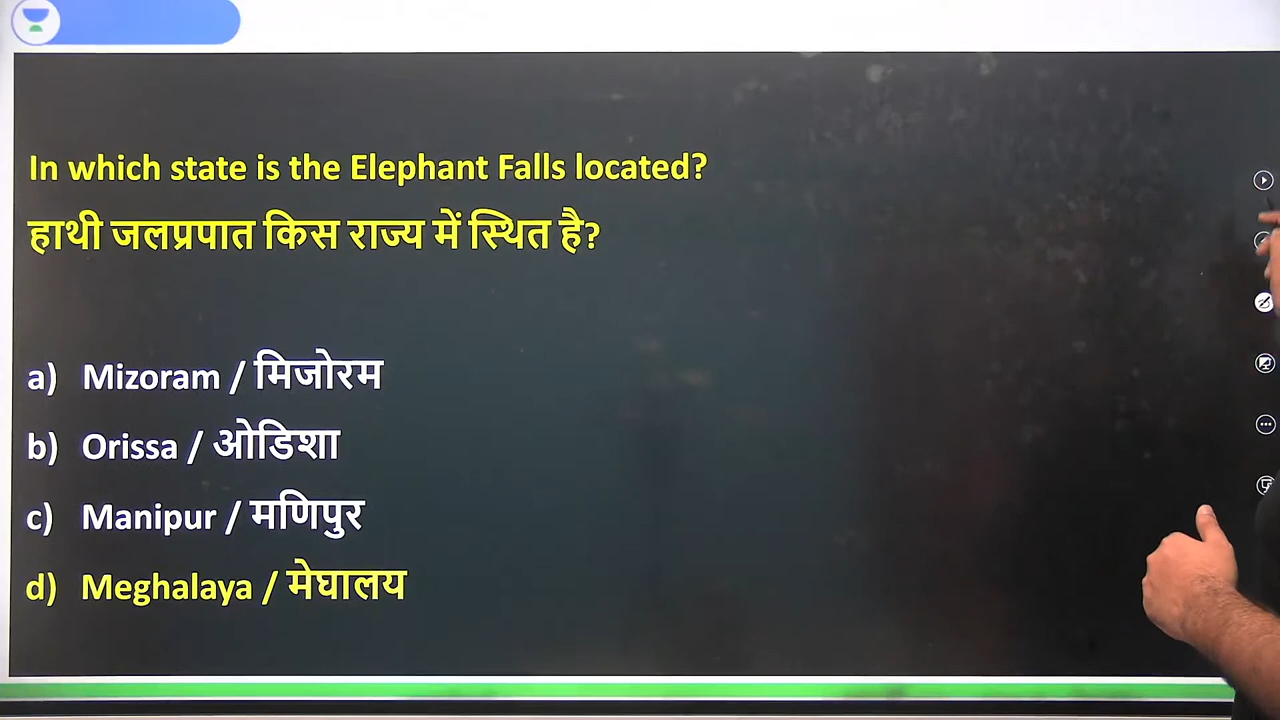 In which state is the Elephant Falls located?
हाथी जलप्रपात किस राज्य में स्थित है?
a) Mizoram / मिजोरम
b) Orissa / ओडिशा
c) Manipur / मणिपुर
d) Meghalaya / मेघालय